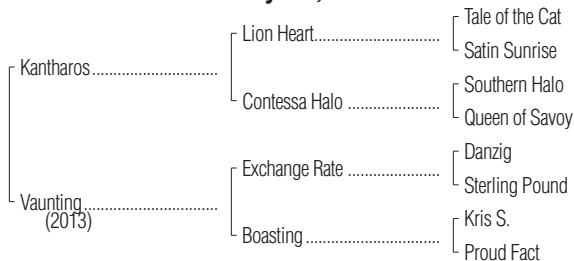 Tale of the Cat
Lion Heart
Satin Sunrise
Kantharos
Southern Halo
Contessa Halo
Queen of Savoy
Danzig
Exchange Rate
Sterling Pound
Vaunting
(2013)
Kris S.
Boasting
Proud Fact